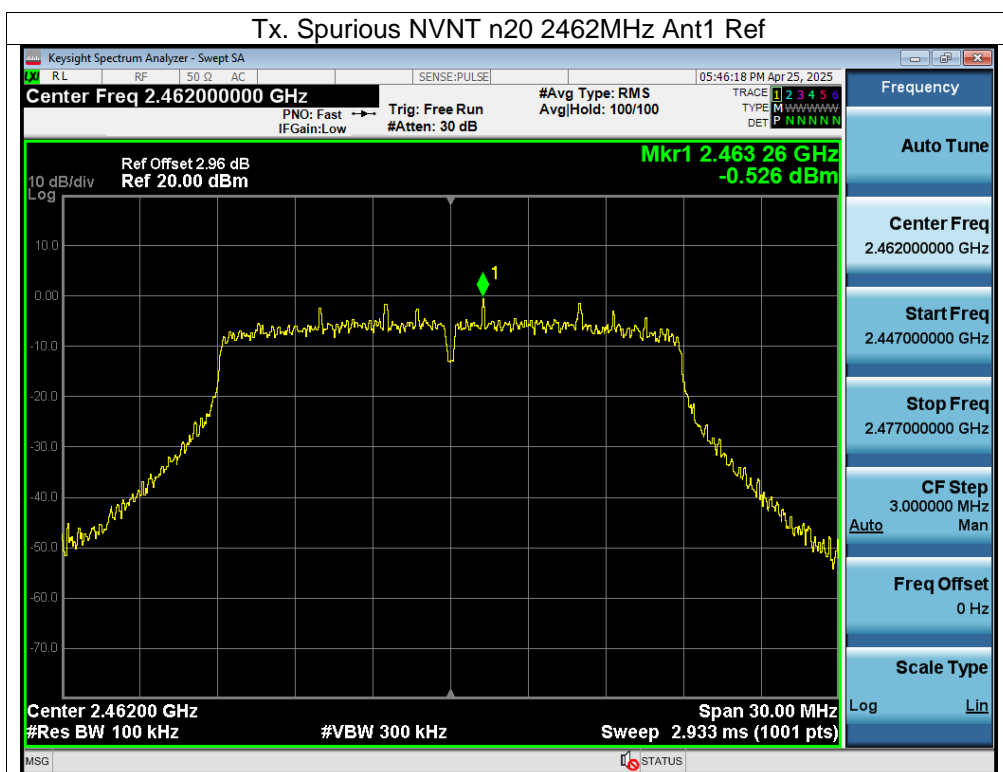 Tx. Spurious NVNT n20 2462MHz Ant1 Ref
Keysight Spectrum Analyzer - Swept SA
LXI RL RF 50 Ω AC SENSE:PULSE 05:46:18 PM Apr 25, 2025
Center Freq 2.462000000 GHz #Avg Type: RMS TRACE 1 2 3 4 5 6
PNO: Fast Trig: Free Run Avg|Hold: 100/100 TYPE M WWWWW
IFGain:Low #Atten: 30 dB DET P N N N N N
Mkr1 2.463 26 GHz
Ref Offset 2.96 dB
10 dB/div Ref 20.00 dBm -0.526 dBm
Log
10.0
1
0.00
-10.0
-20.0
-30.0
-40.0
-50.0
-60.0
-70.0
Center 2.46200 GHz Span 30.00 MHz
#Res BW 100 kHz #VBW 300 kHz Sweep 2.933 ms (1001 pts)
MSG STATUS
Frequency
Auto Tune
Center Freq
2.462000000 GHz
Start Freq
2.447000000 GHz
Stop Freq
2.477000000 GHz
CF Step
3.000000 MHz
Auto Man
Freq Offset
0 Hz
Scale Type
Log Lin